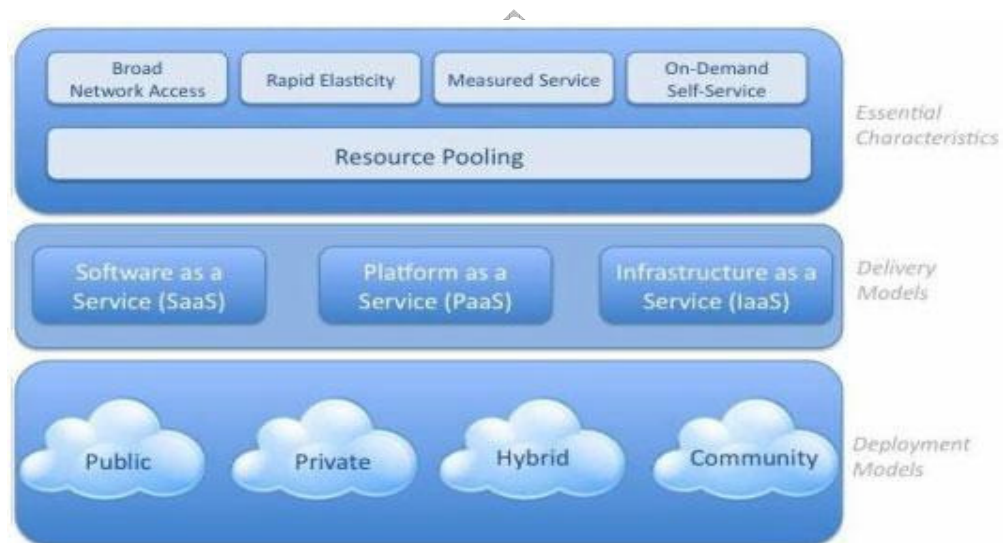 Broad
Network Access
Rapid Elasticity
Measured Service
On-Demand
Self-Service
Resource Pooling
Essential
Characteristics
Software as a
Service (SaaS)
Platform as a
Service (PaaS)
Infrastructure as a
Service (IaaS)
Delivery
Models
Public
Private
Hybrid
Community
Deployment
Models